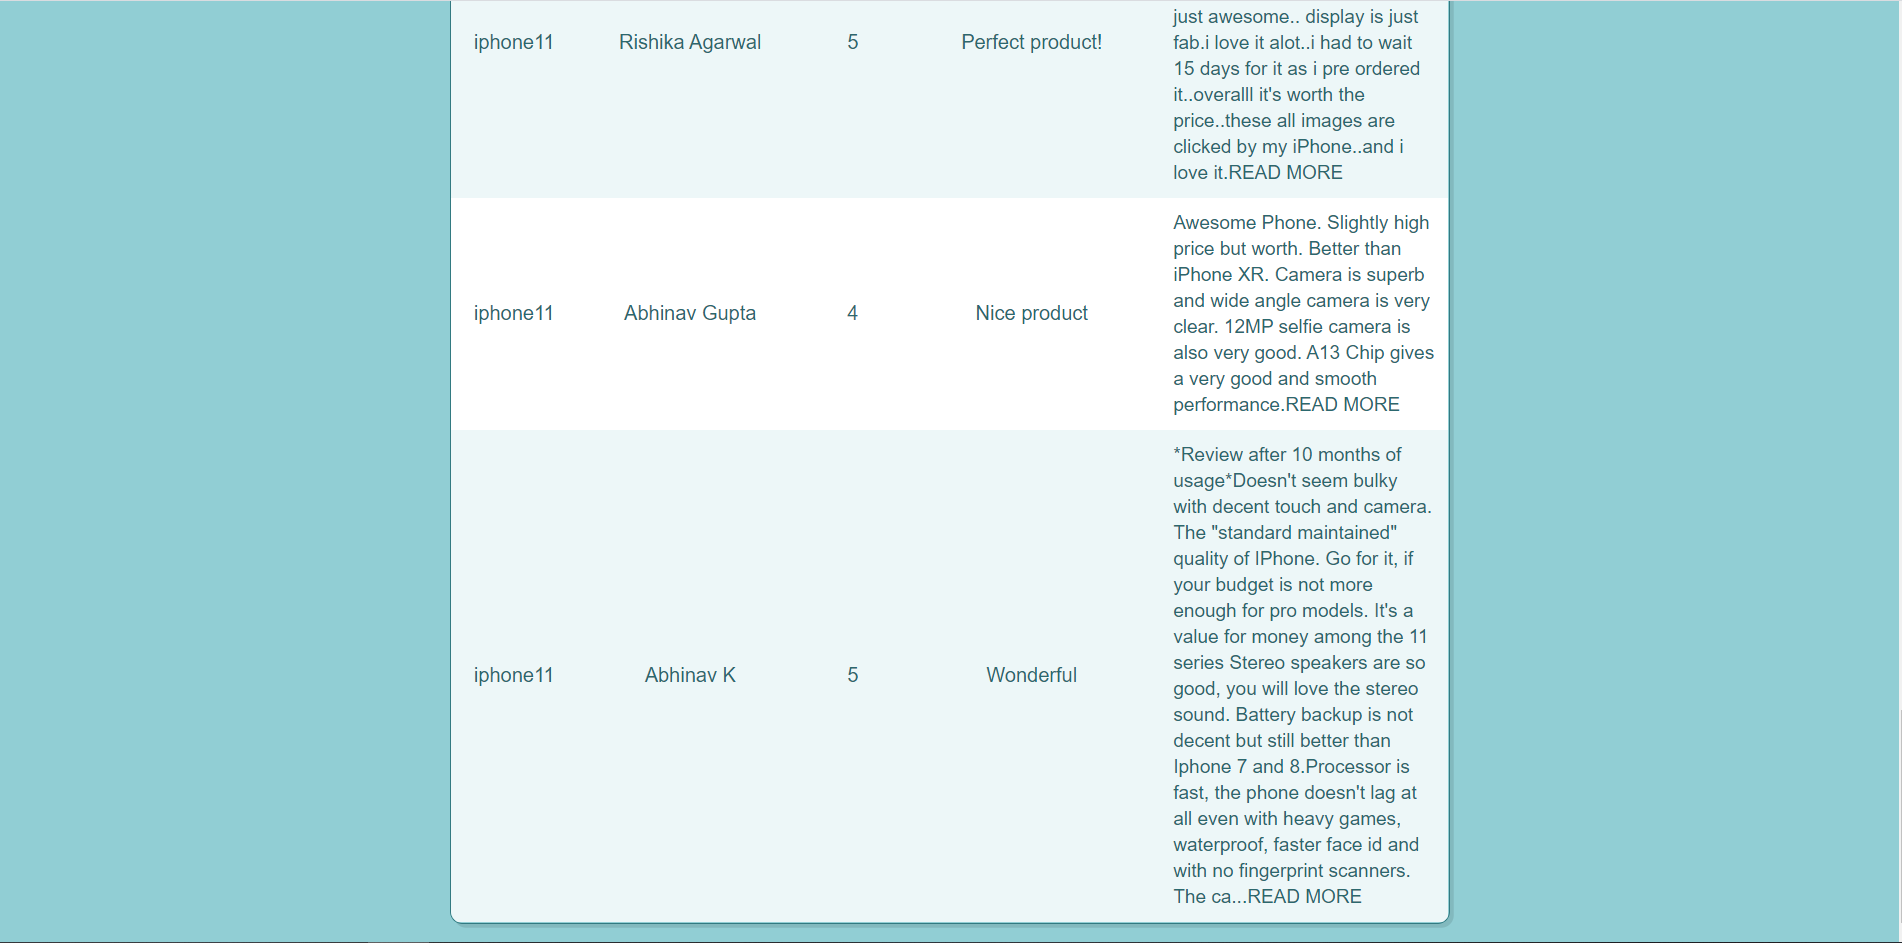 just awesome.. display is just
fab.i love it alot..i had to wait
15 days for it as i pre ordered
it..overalll it's worth the
price..these all images are
clicked by my iPhone..and i
love it.READ MORE
iphone11
Rishika Agarwal
5
Perfect product!
iphone11
Abhinav Gupta
4
Nice product
Awesome Phone. Slightly high
price but worth. Better than
iPhone XR. Camera is superb
and wide angle camera is very
clear. 12MP selfie camera is
also very good. A13 Chip gives
a very good and smooth
performance.READ MORE
iphone11
Abhinav K
5
Wonderful
*Review after 10 months of
usage*Doesn't seem bulky
with decent touch and camera.
The "standard maintained"
quality of IPhone. Go for it, if
your budget is not more
enough for pro models. It's a
value for money among the 11
series Stereo speakers are so
good, you will love the stereo
sound. Battery backup is not
decent but still better than
Iphone 7 and 8.Processor is
fast, the phone doesn't lag at
all even with heavy games,
waterproof, faster face id and
with no fingerprint scanners.
The ca...READ MORE